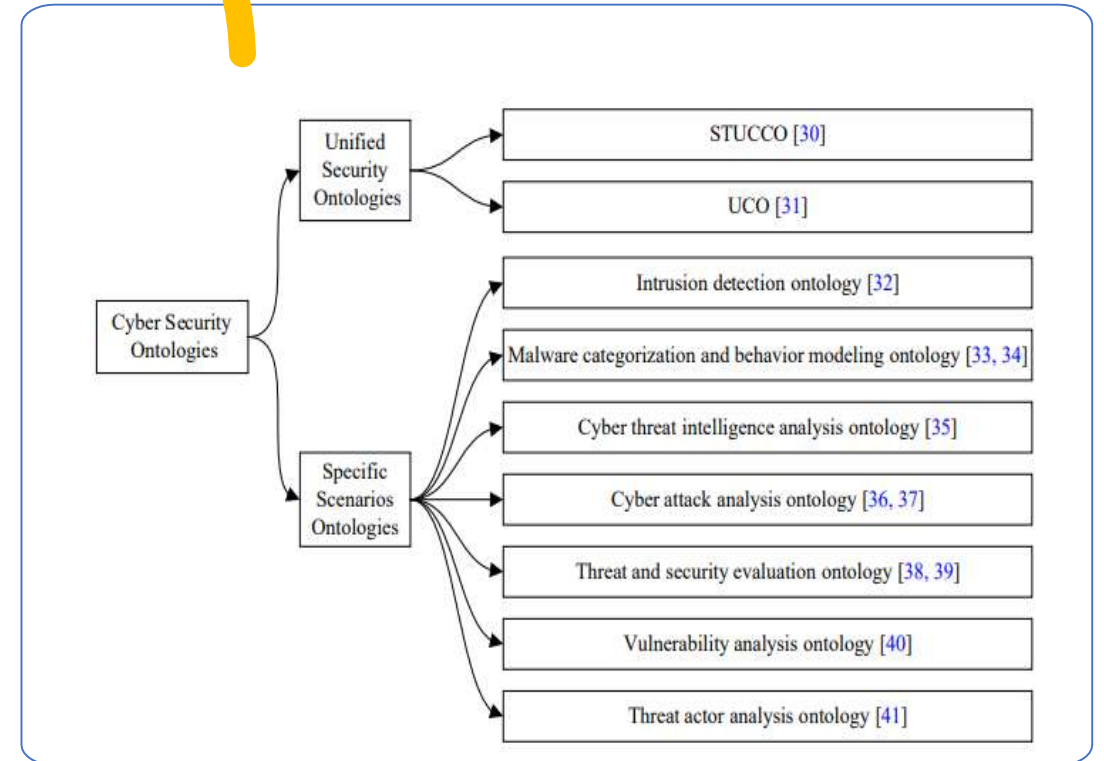 Unified
Security
Ontologies
STUCCO [30]
UCO [31]
Cyber Security
Ontologies
Specific
Scenarios
Ontologies
Intrusion detection ontology [32]
Malware categorization and behavior modeling ontology [33, 34]
Cyber threat intelligence analysis ontology [35]
Cyber attack analysis ontology [36, 37]
Threat and security evaluation ontology [38, 39]
Vulnerability analysis ontology [40]
Threat actor analysis ontology [41]